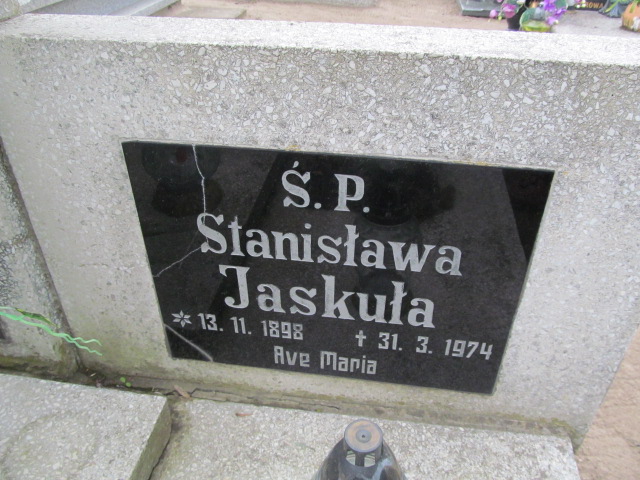 Ś. P.
Stanisława
Jaskuła
* 13. 11. 1898 † 31. 3. 1974
Ave Maria